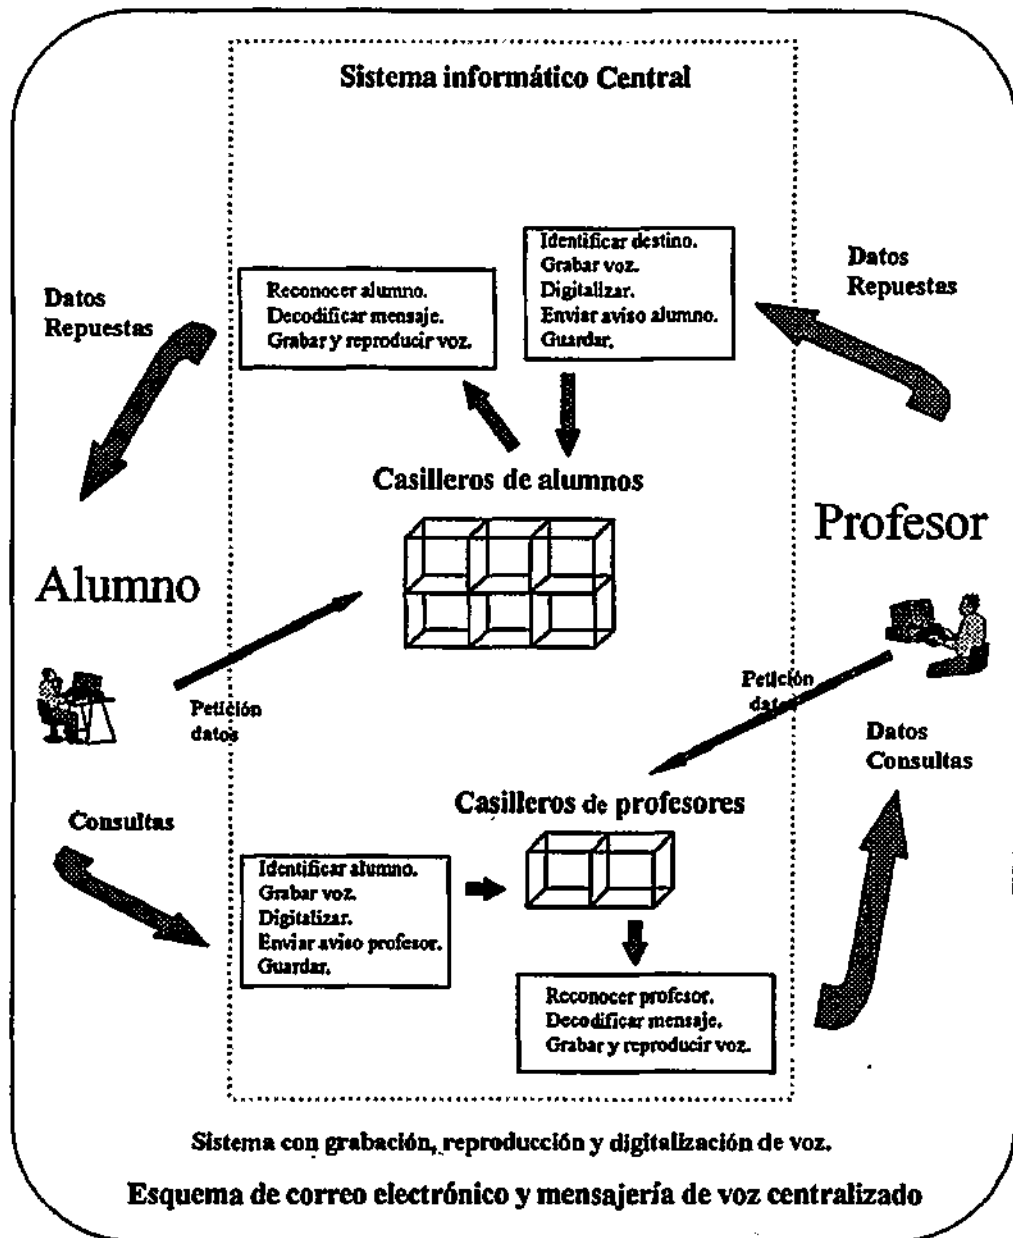 Sistema informático Central
Identificar destino.
Grabar voz.
Digitalizar.
Enviar aviso alumno.
Guardar.
Datos
Repuestas
Reconocer alumno.
Decodificar mensaje.
Grabar y reproducir voz.
Datos
Repuestas
Casilleros de alumnos
Profesor
Alumno
Petición
datos
Petición
datos
Datos
Consultas
Casilleros de profesores
Consultas
Identificar alumno.
Grabar voz.
Digitalizar.
Enviar aviso profesor.
Guardar.
Reconocer profesor.
Decodificar mensaje.
Grabar y reproducir voz.
Sistema con grabación, reproducción y digitalización de voz.
Esquema de correo electrónico y mensajería de voz centralizado